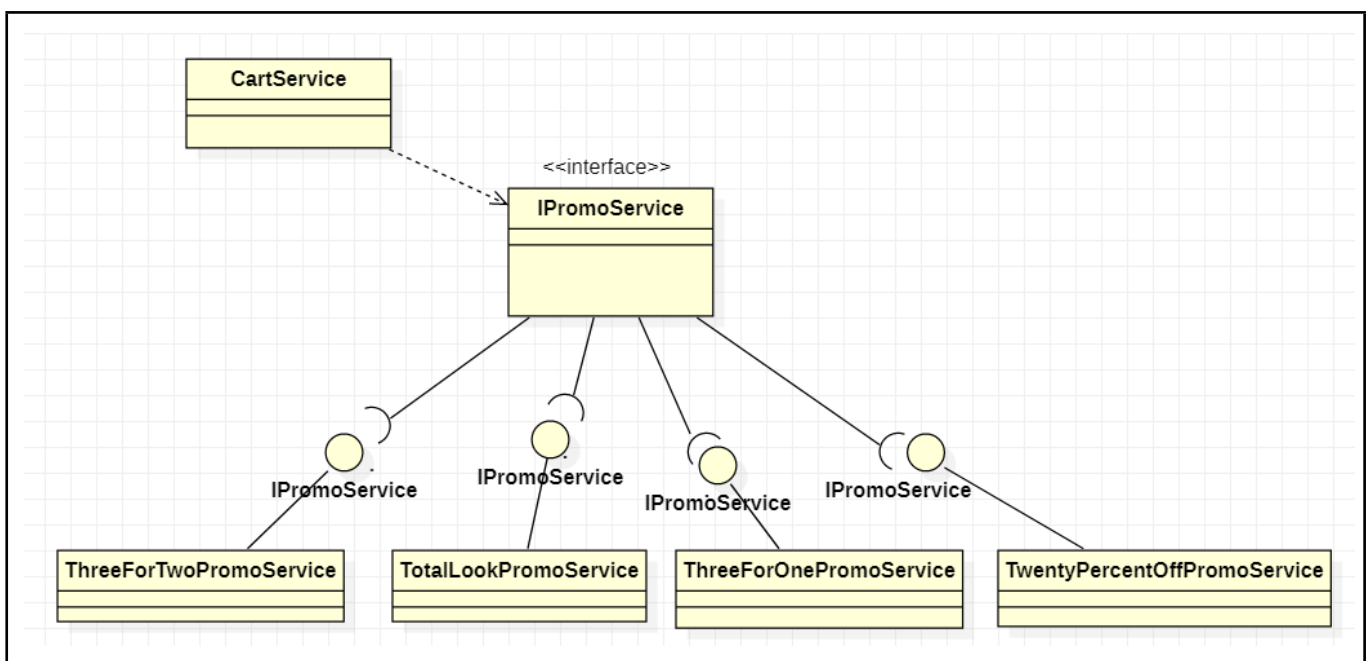 CartService
<<interface>>
IPromoService
IPromoService
IPromoService
IPromoService
IPromoService
ThreeForTwoPromoService
TotalLookPromoService
ThreeForOnePromoService
TwentyPercentOffPromoService